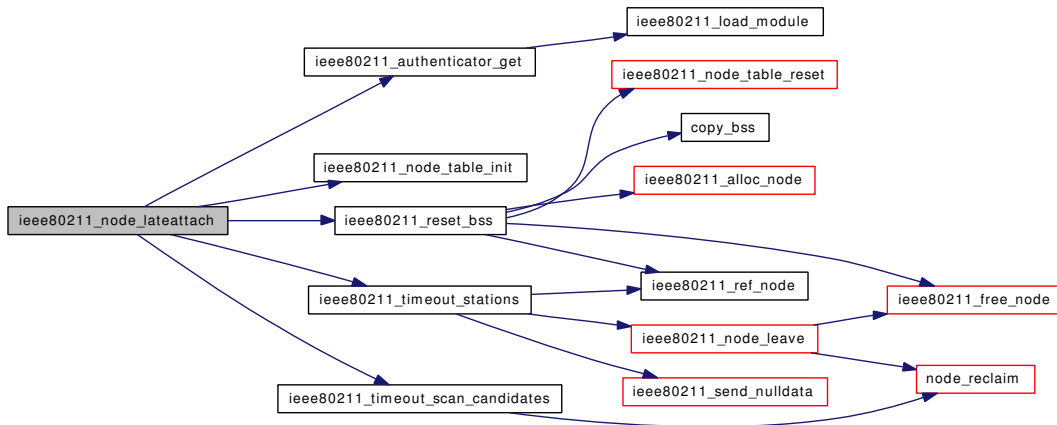 ieee80211_load_module
ieee80211_authenticator_get
ieee80211_node_table_reset
copy_bss
ieee80211_node_table_init
ieee80211_alloc_node
ieee80211_node_lateattach
ieee80211_reset_bss
ieee80211_ref_node
ieee80211_timeout_stations
ieee80211_free_node
ieee80211_node_leave
node_reclaim
ieee80211_send_nulldata
ieee80211_timeout_scan_candidates